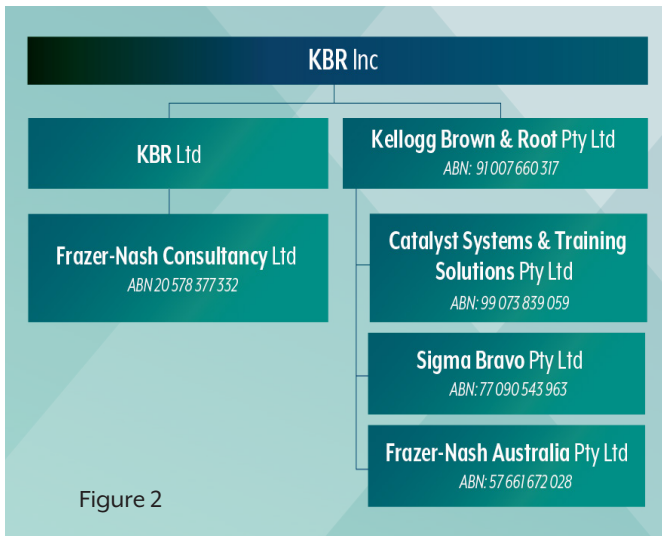 KBR Inc
KBR Ltd
Kellogg Brown & Root Pty Ltd
ABN: 91 007 660 317
Frazer-Nash Consultancy Ltd
ABN 20 578 377 332
Catalyst Systems & Training
Solutions Pty Ltd
ABN: 99 073 839 059
Sigma Bravo Pty Ltd
ABN: 77 090 543 963
Frazer-Nash Australia Pty Ltd
ABN: 57 661 672 028
Figure 2